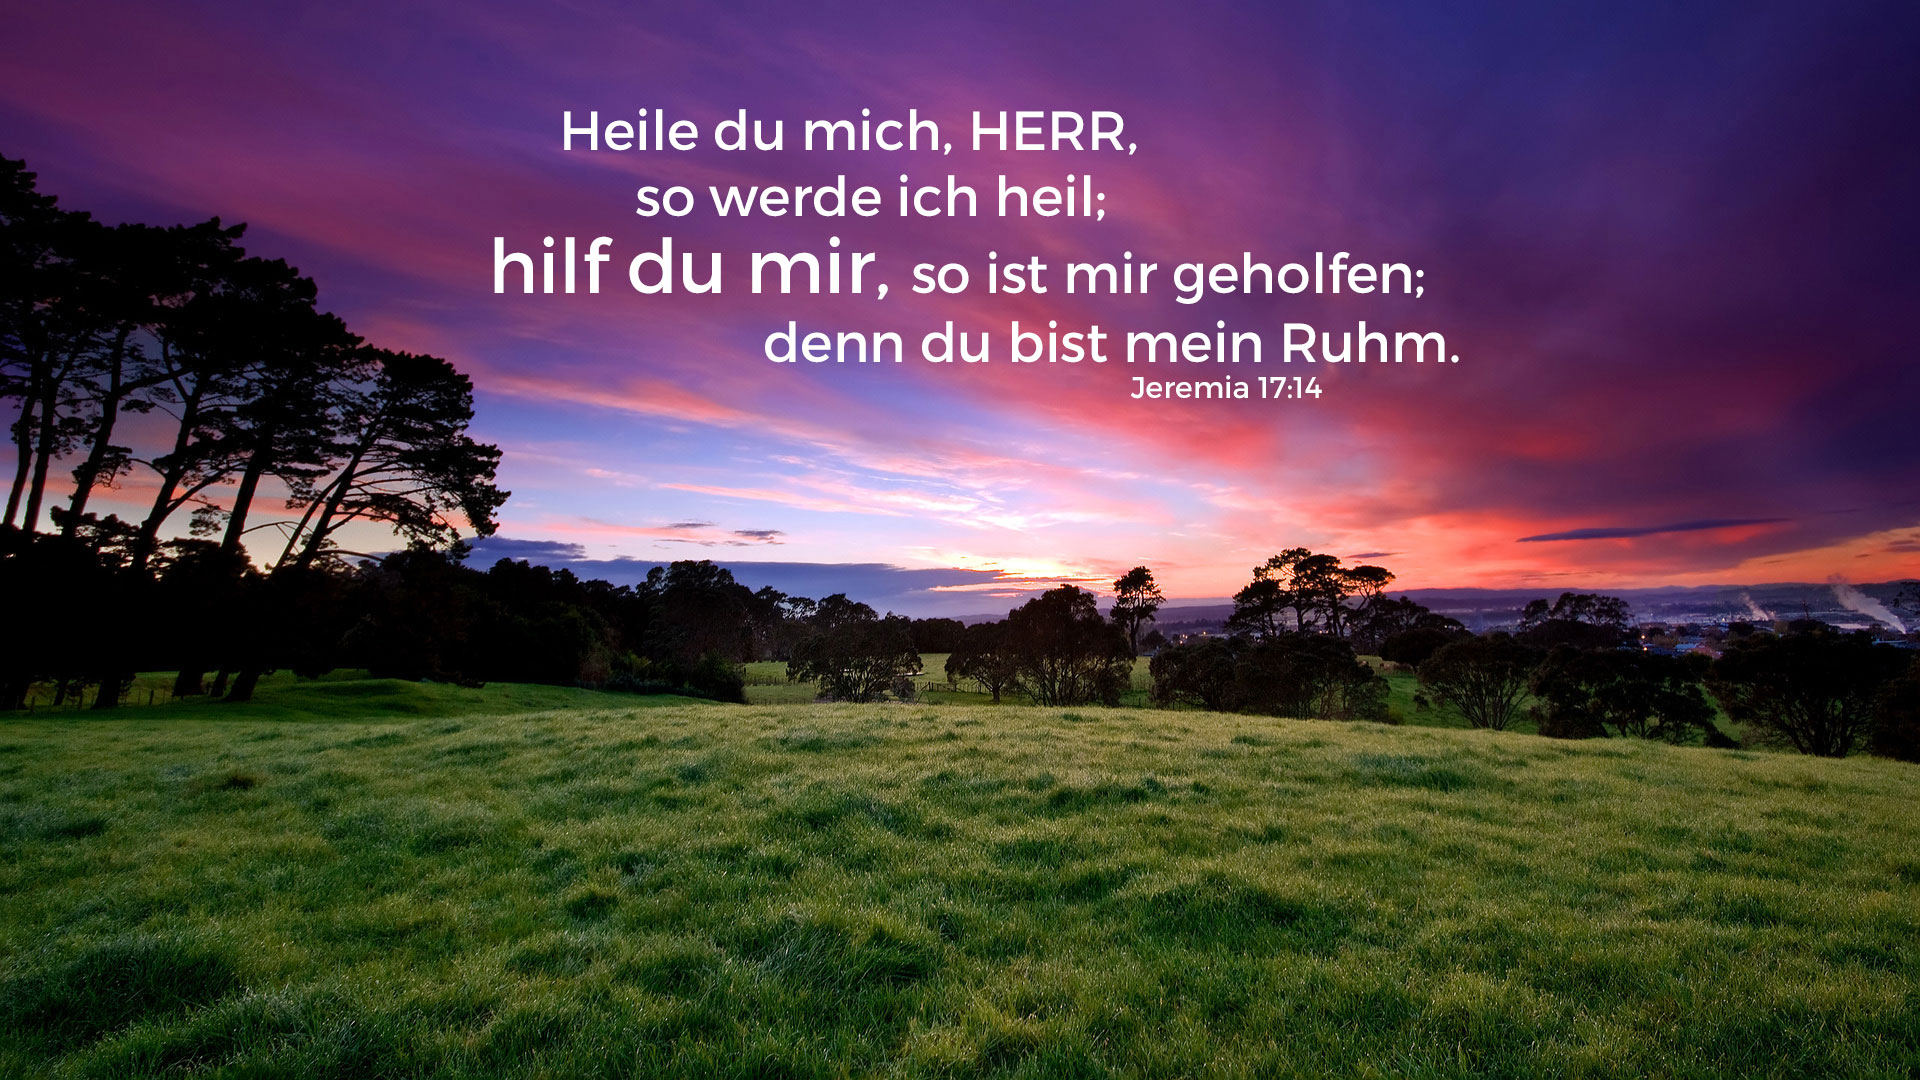 Heile du mich, HERR,
so werde ich heil;
hilf du mir, so ist mir geholfen;
denn du bist mein Ruhm.
Jeremia 17:14